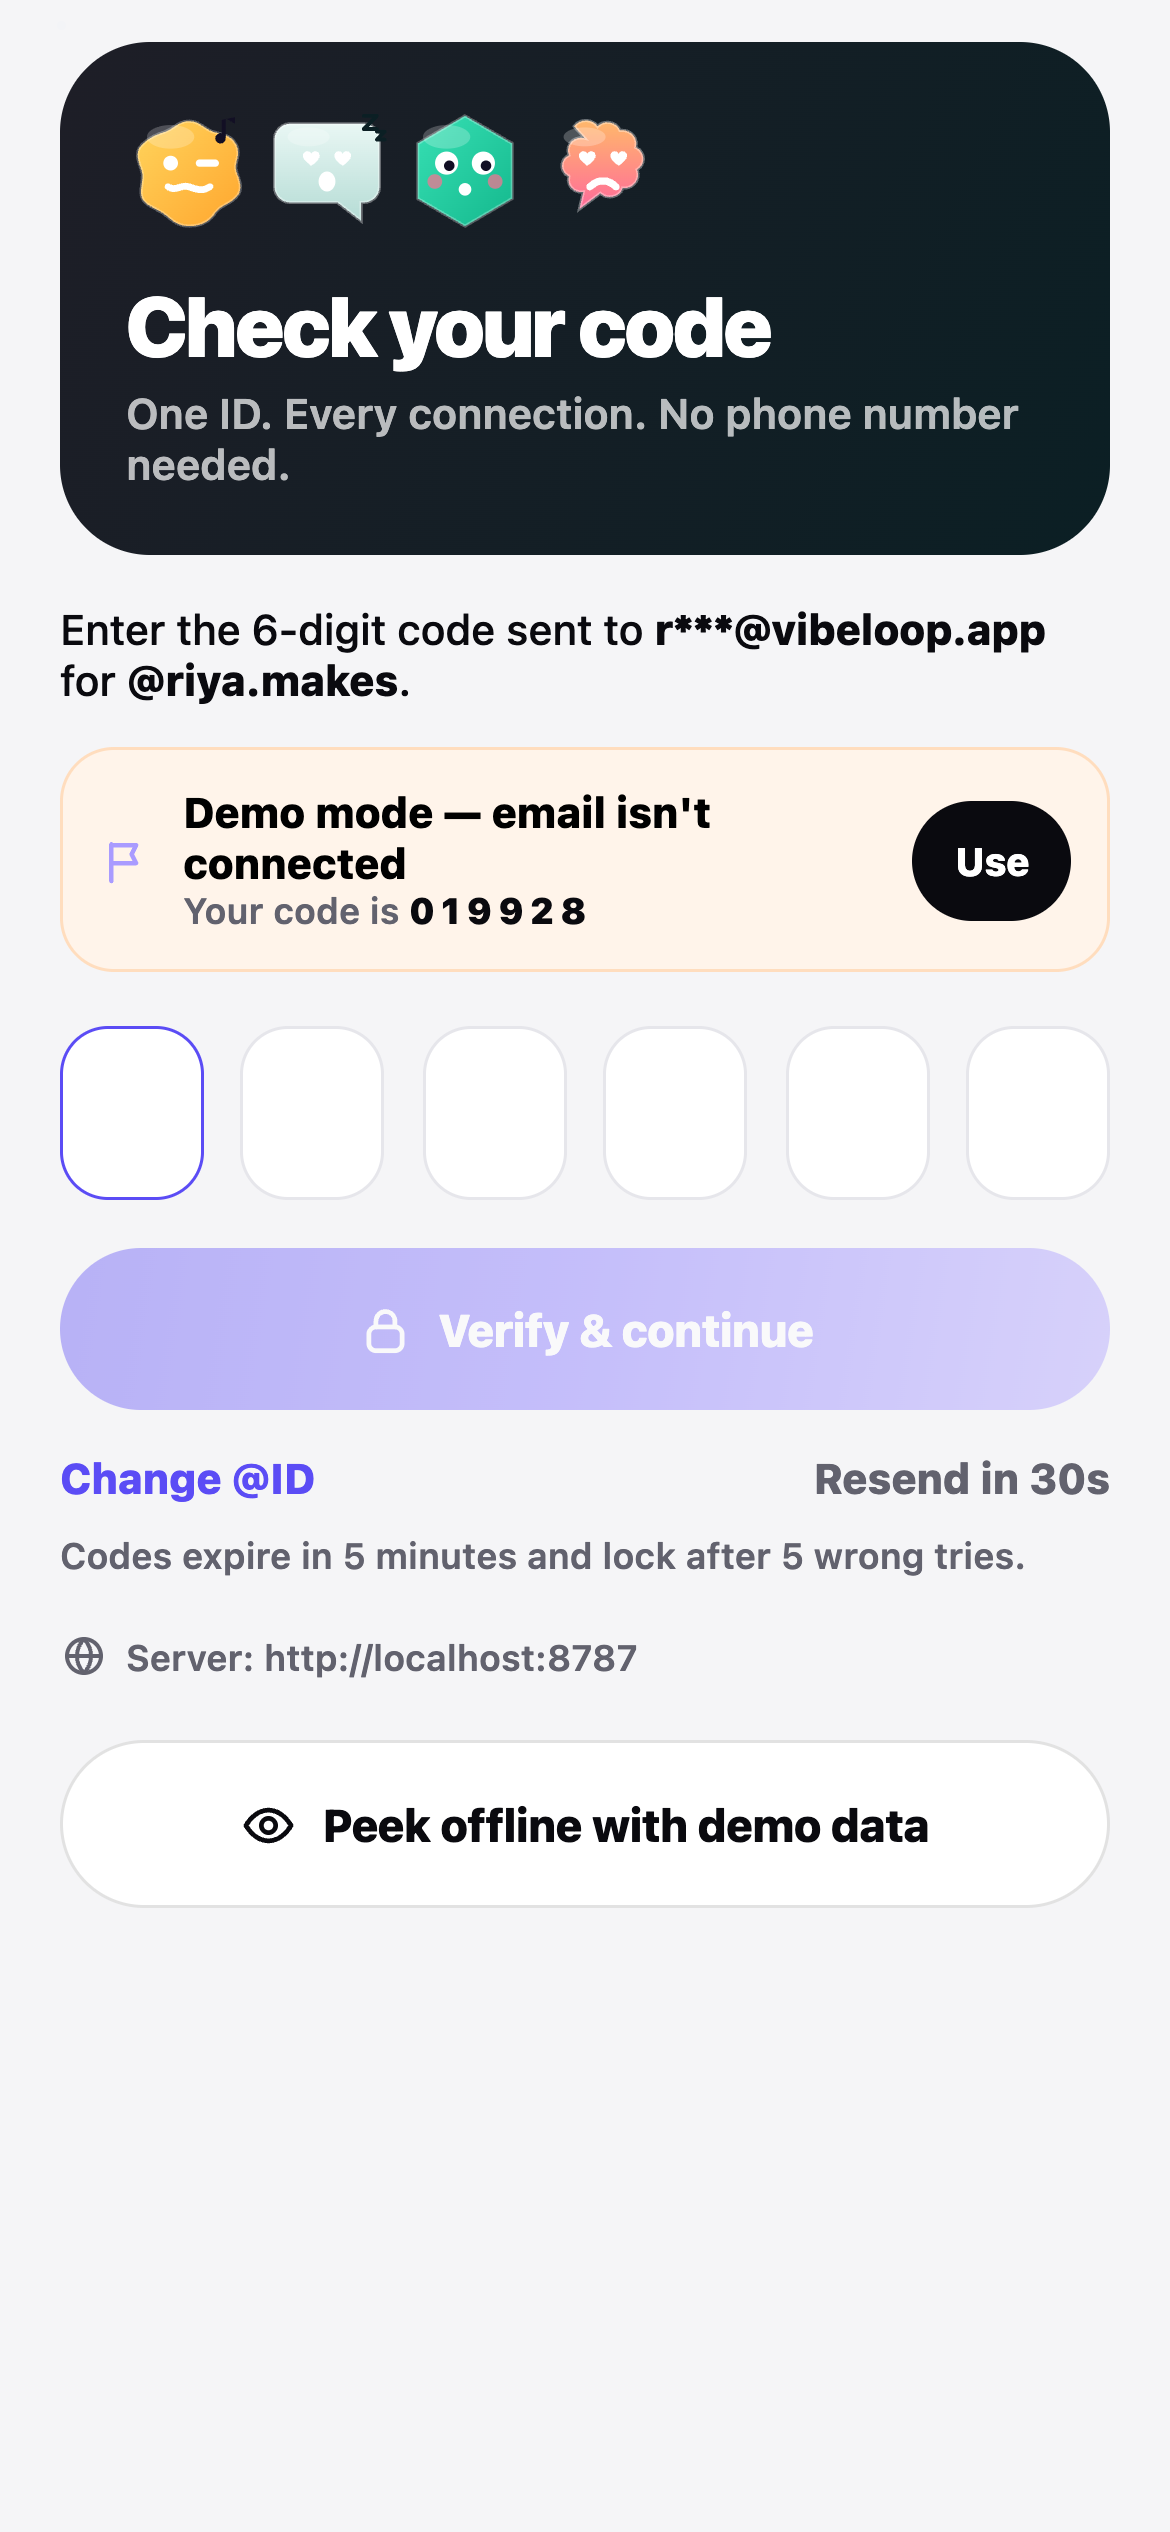 Check your code
One ID. Every connection. No phone number
needed.
Enter the 6-digit code sent to r***@vibeloop.app
for @riya.makes.
Demo mode — email isn't
connected
Your code is 019928
Use
Verify & continue
Change @ID
Resend in 30s
Codes expire in 5 minutes and lock after 5 wrong tries.
Server: http://localhost:8787
Peek offline with demo data